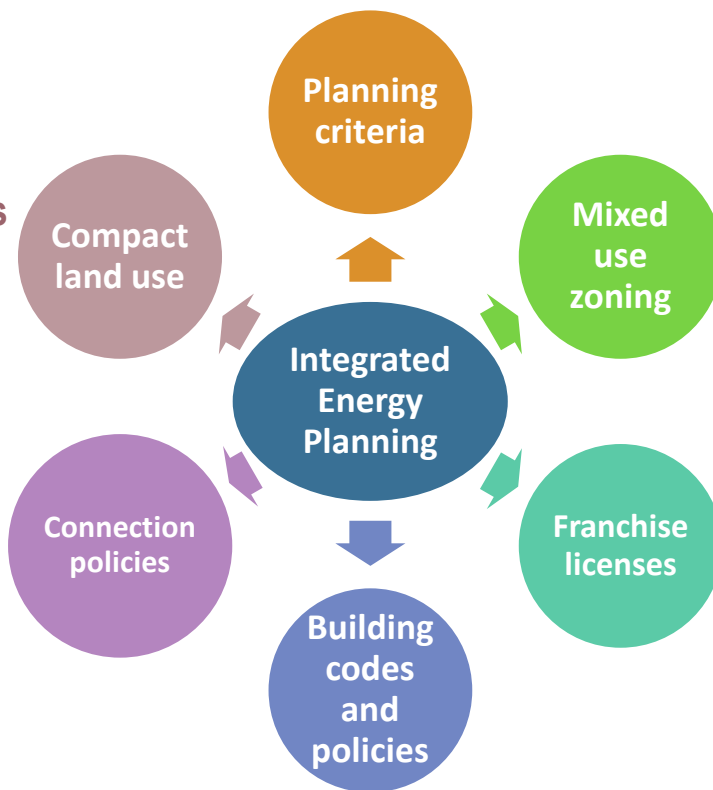 Planning
criteria
s
Compact
land use
Mixed
use
zoning
Integrated
Energy
Planning
Connection
policies
Franchise
licenses
Building
codes
and
policies